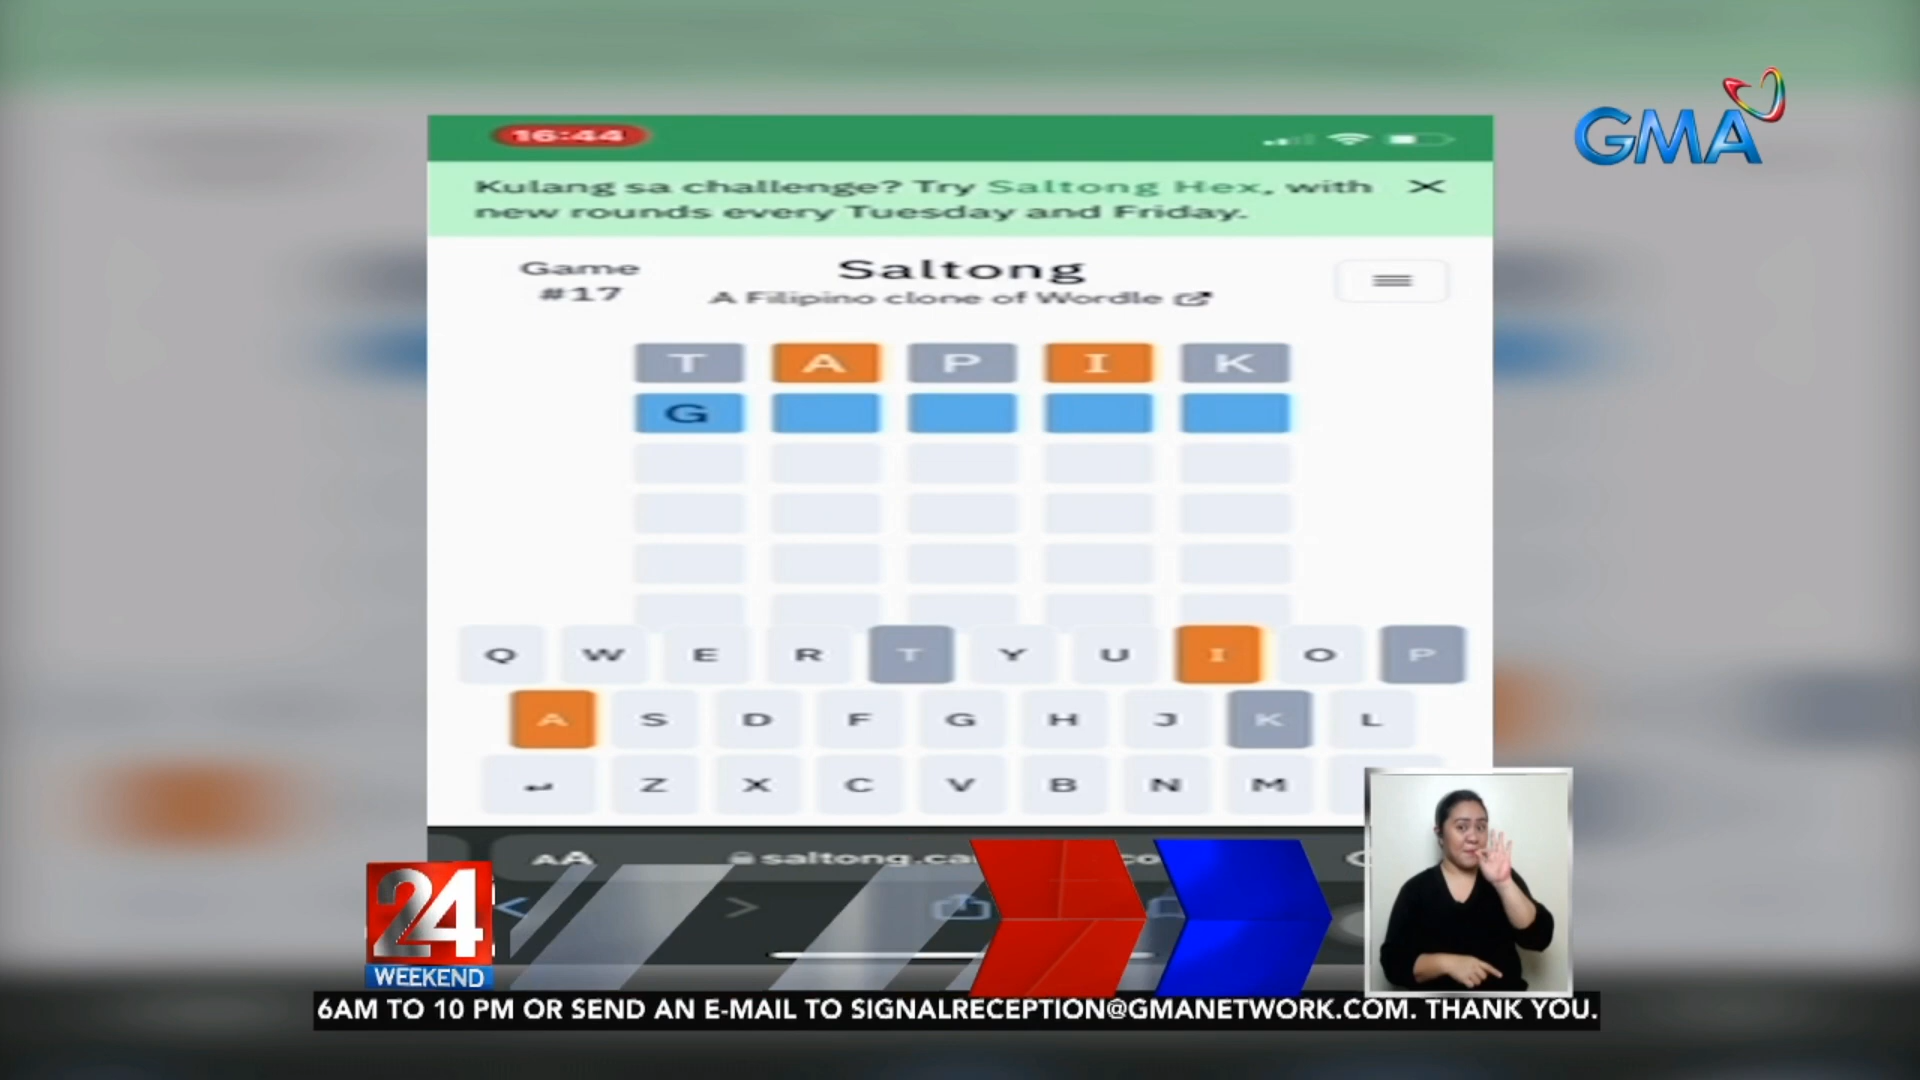 GMA
16:44
Kulang sa challenge? Try Saltong Hex, with
new rounds every Tuesday and Friday.
Game
#17
Saltong
A Filipino clone of Wordle
T A P I K
G
Q W E R T Y U I O P
A S D F G H J K L
Z X C V B N M
AA
24
WEEKEND
6AM TO 10 PM OR SEND AN E-MAIL TO SIGNALRECEPTION@GMANETWORK.COM. THANK YOU.